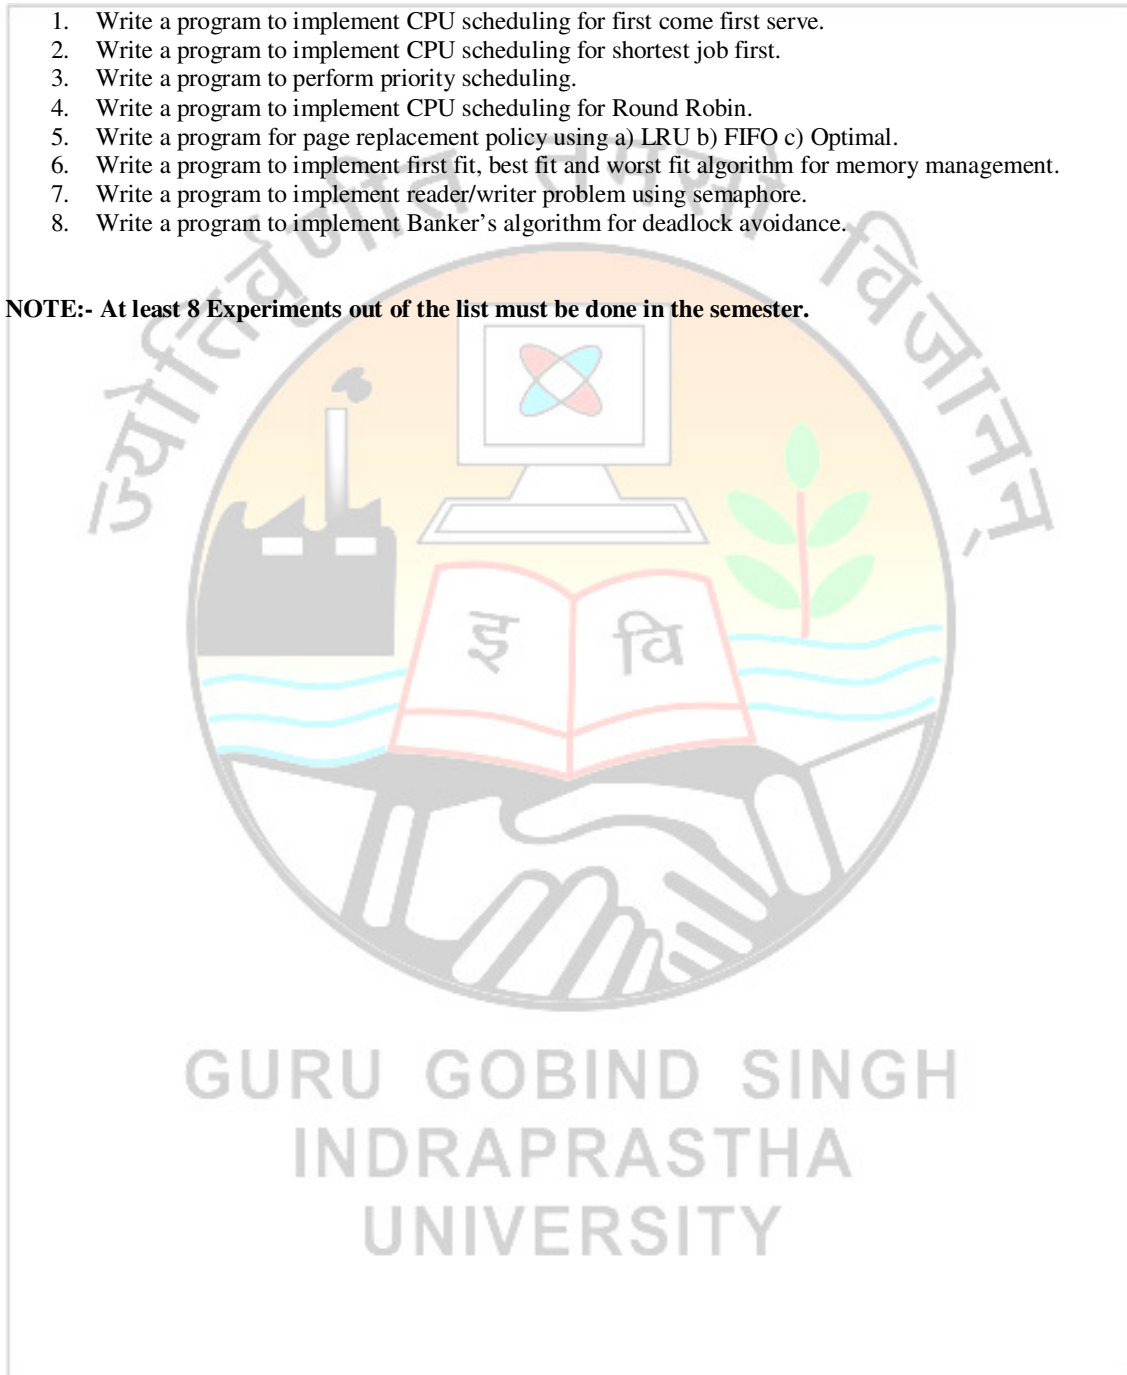 1. Write a program to implement CPU scheduling for first come first serve.
2. Write a program to implement CPU scheduling for shortest job first.
3. Write a program to perform priority scheduling.
4. Write a program to implement CPU scheduling for Round Robin.
5. Write a program for page replacement policy using a) LRU b) FIFO c) Optimal.
6. Write a program to implement first fit, best fit and worst fit algorithm for memory management.
7. Write a program to implement reader/writer problem using semaphore.
8. Write a program to implement Banker's algorithm for deadlock avoidance.
NOTE:- At least 8 Experiments out of the list must be done in the semester.
ज्योतिर्वृणीत तमसो विजानन्
इ वि
GURU GOBIND SINGH
INDRAPRASTHA
UNIVERSITY